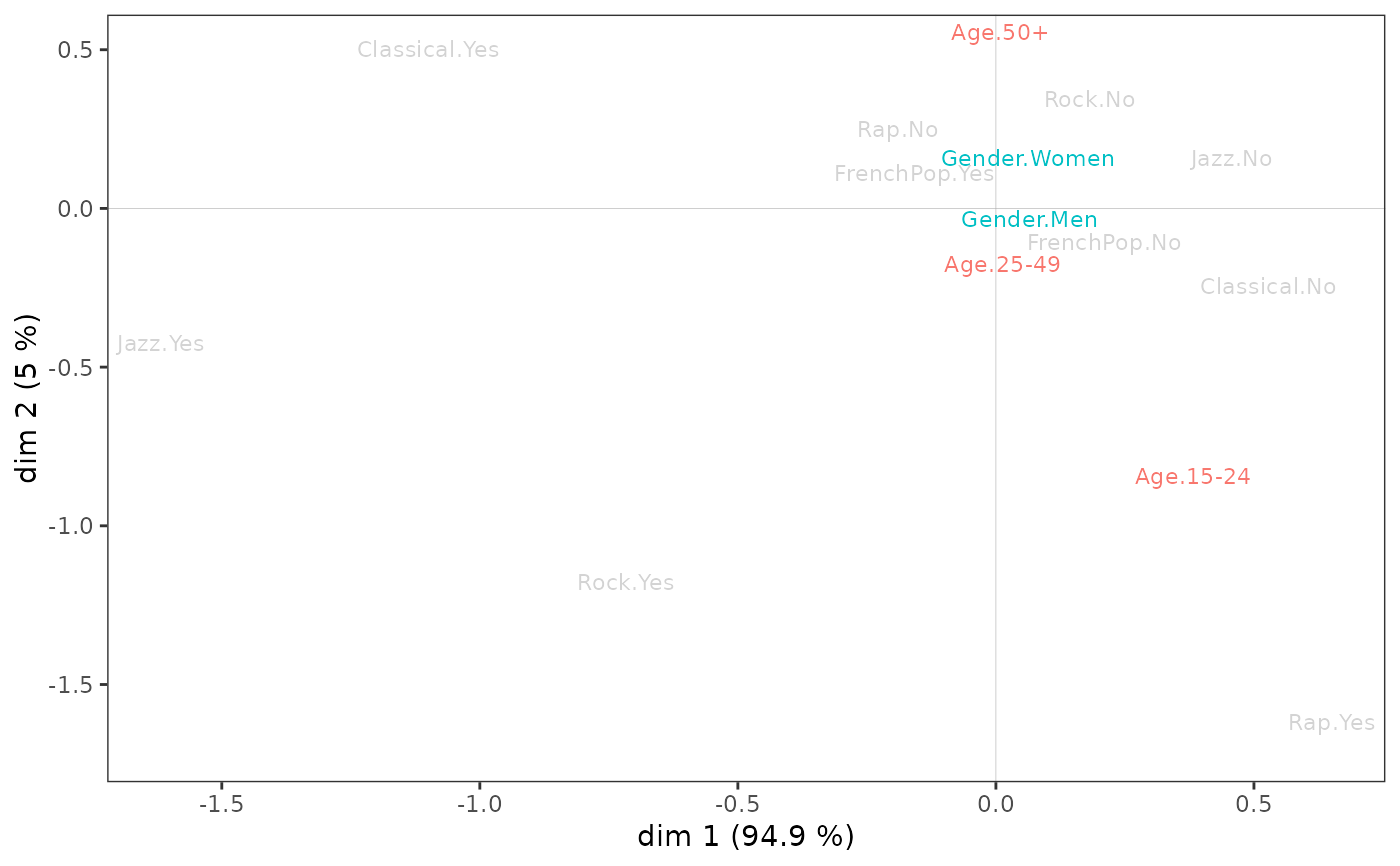 Age.50+
0.5
Classical.Yes
Rock.No
Rap.No
Gender.Women
Jazz.No
FrenchPop.Yes
0.0
Gender.Men
FrenchPop.No
Age.25-49
Classical.No
Jazz.Yes
-0.5
dim 2 (5 %)
Age.15-24
-1.0
Rock.Yes
-1.5
Rap.Yes
-1.5 -1.0 -0.5 0.0 0.5
dim 1 (94.9 %)